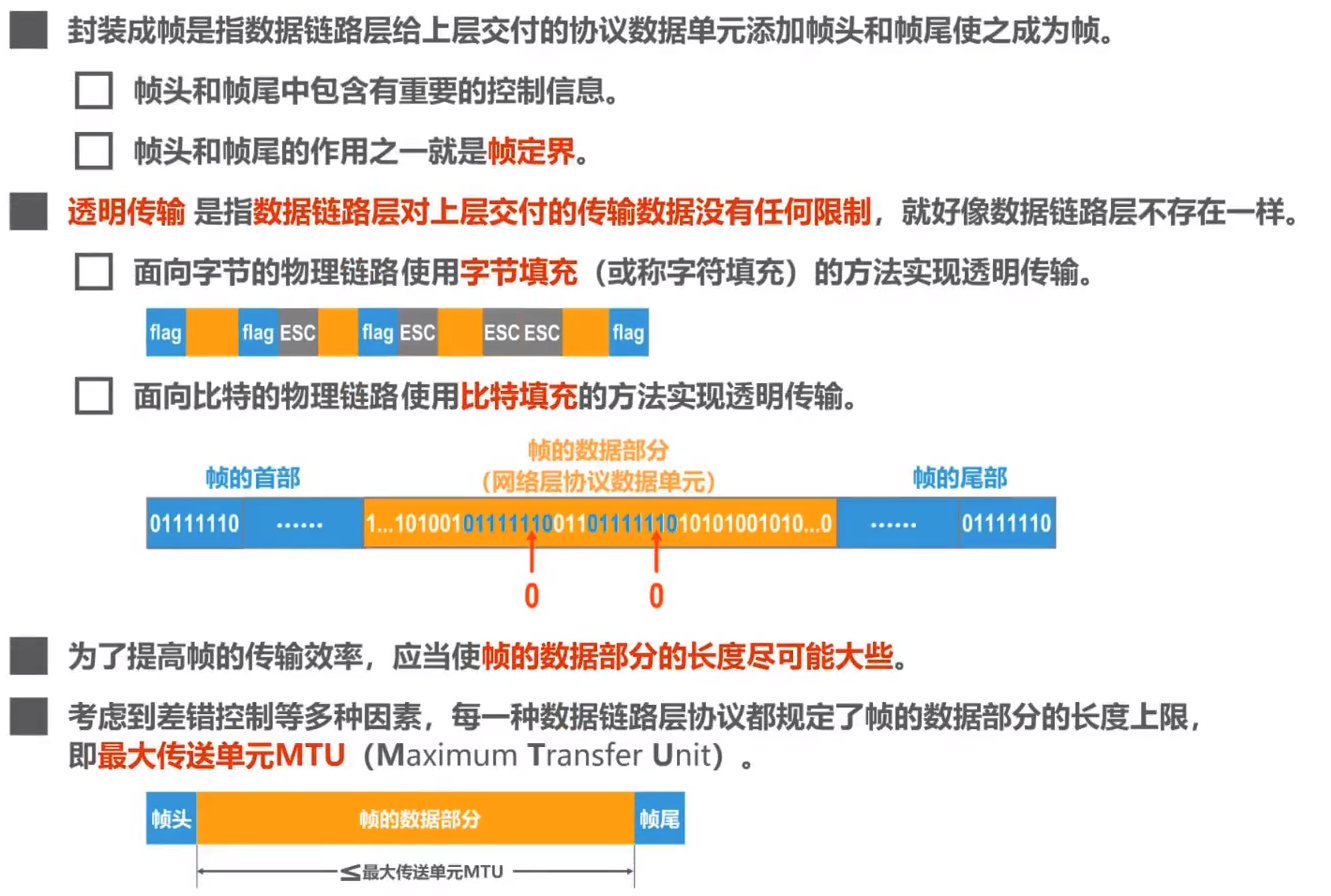 封装成帧是指数据链路层给上层交付的协议数据单元添加帧头和帧尾使之成为帧。
帧头和帧尾中包含有重要的控制信息。
帧头和帧尾的作用之一就是帧定界。
透明传输 是指数据链路层对上层交付的传输数据没有任何限制，就好像数据链路层不存在一样。
面向字节的物理链路使用字节填充（或称字符填充）的方法实现透明传输。
flag flag ESC flag ESC ESC ESC flag
面向比特的物理链路使用比特填充的方法实现透明传输。
帧的数据部分
帧的首部 （网络层协议数据单元） 帧的尾部
01111110 …… 1...10100101111111001101111111010101001010...0 …… 01111110
0 0
为了提高帧的传输效率，应当使帧的数据部分的长度尽可能大些。
考虑到差错控制等多种因素，每一种数据链路层协议都规定了帧的数据部分的长度上限，
即最大传送单元MTU（Maximum Transfer Unit）。
帧头 帧的数据部分 帧尾
≤最大传送单元MTU